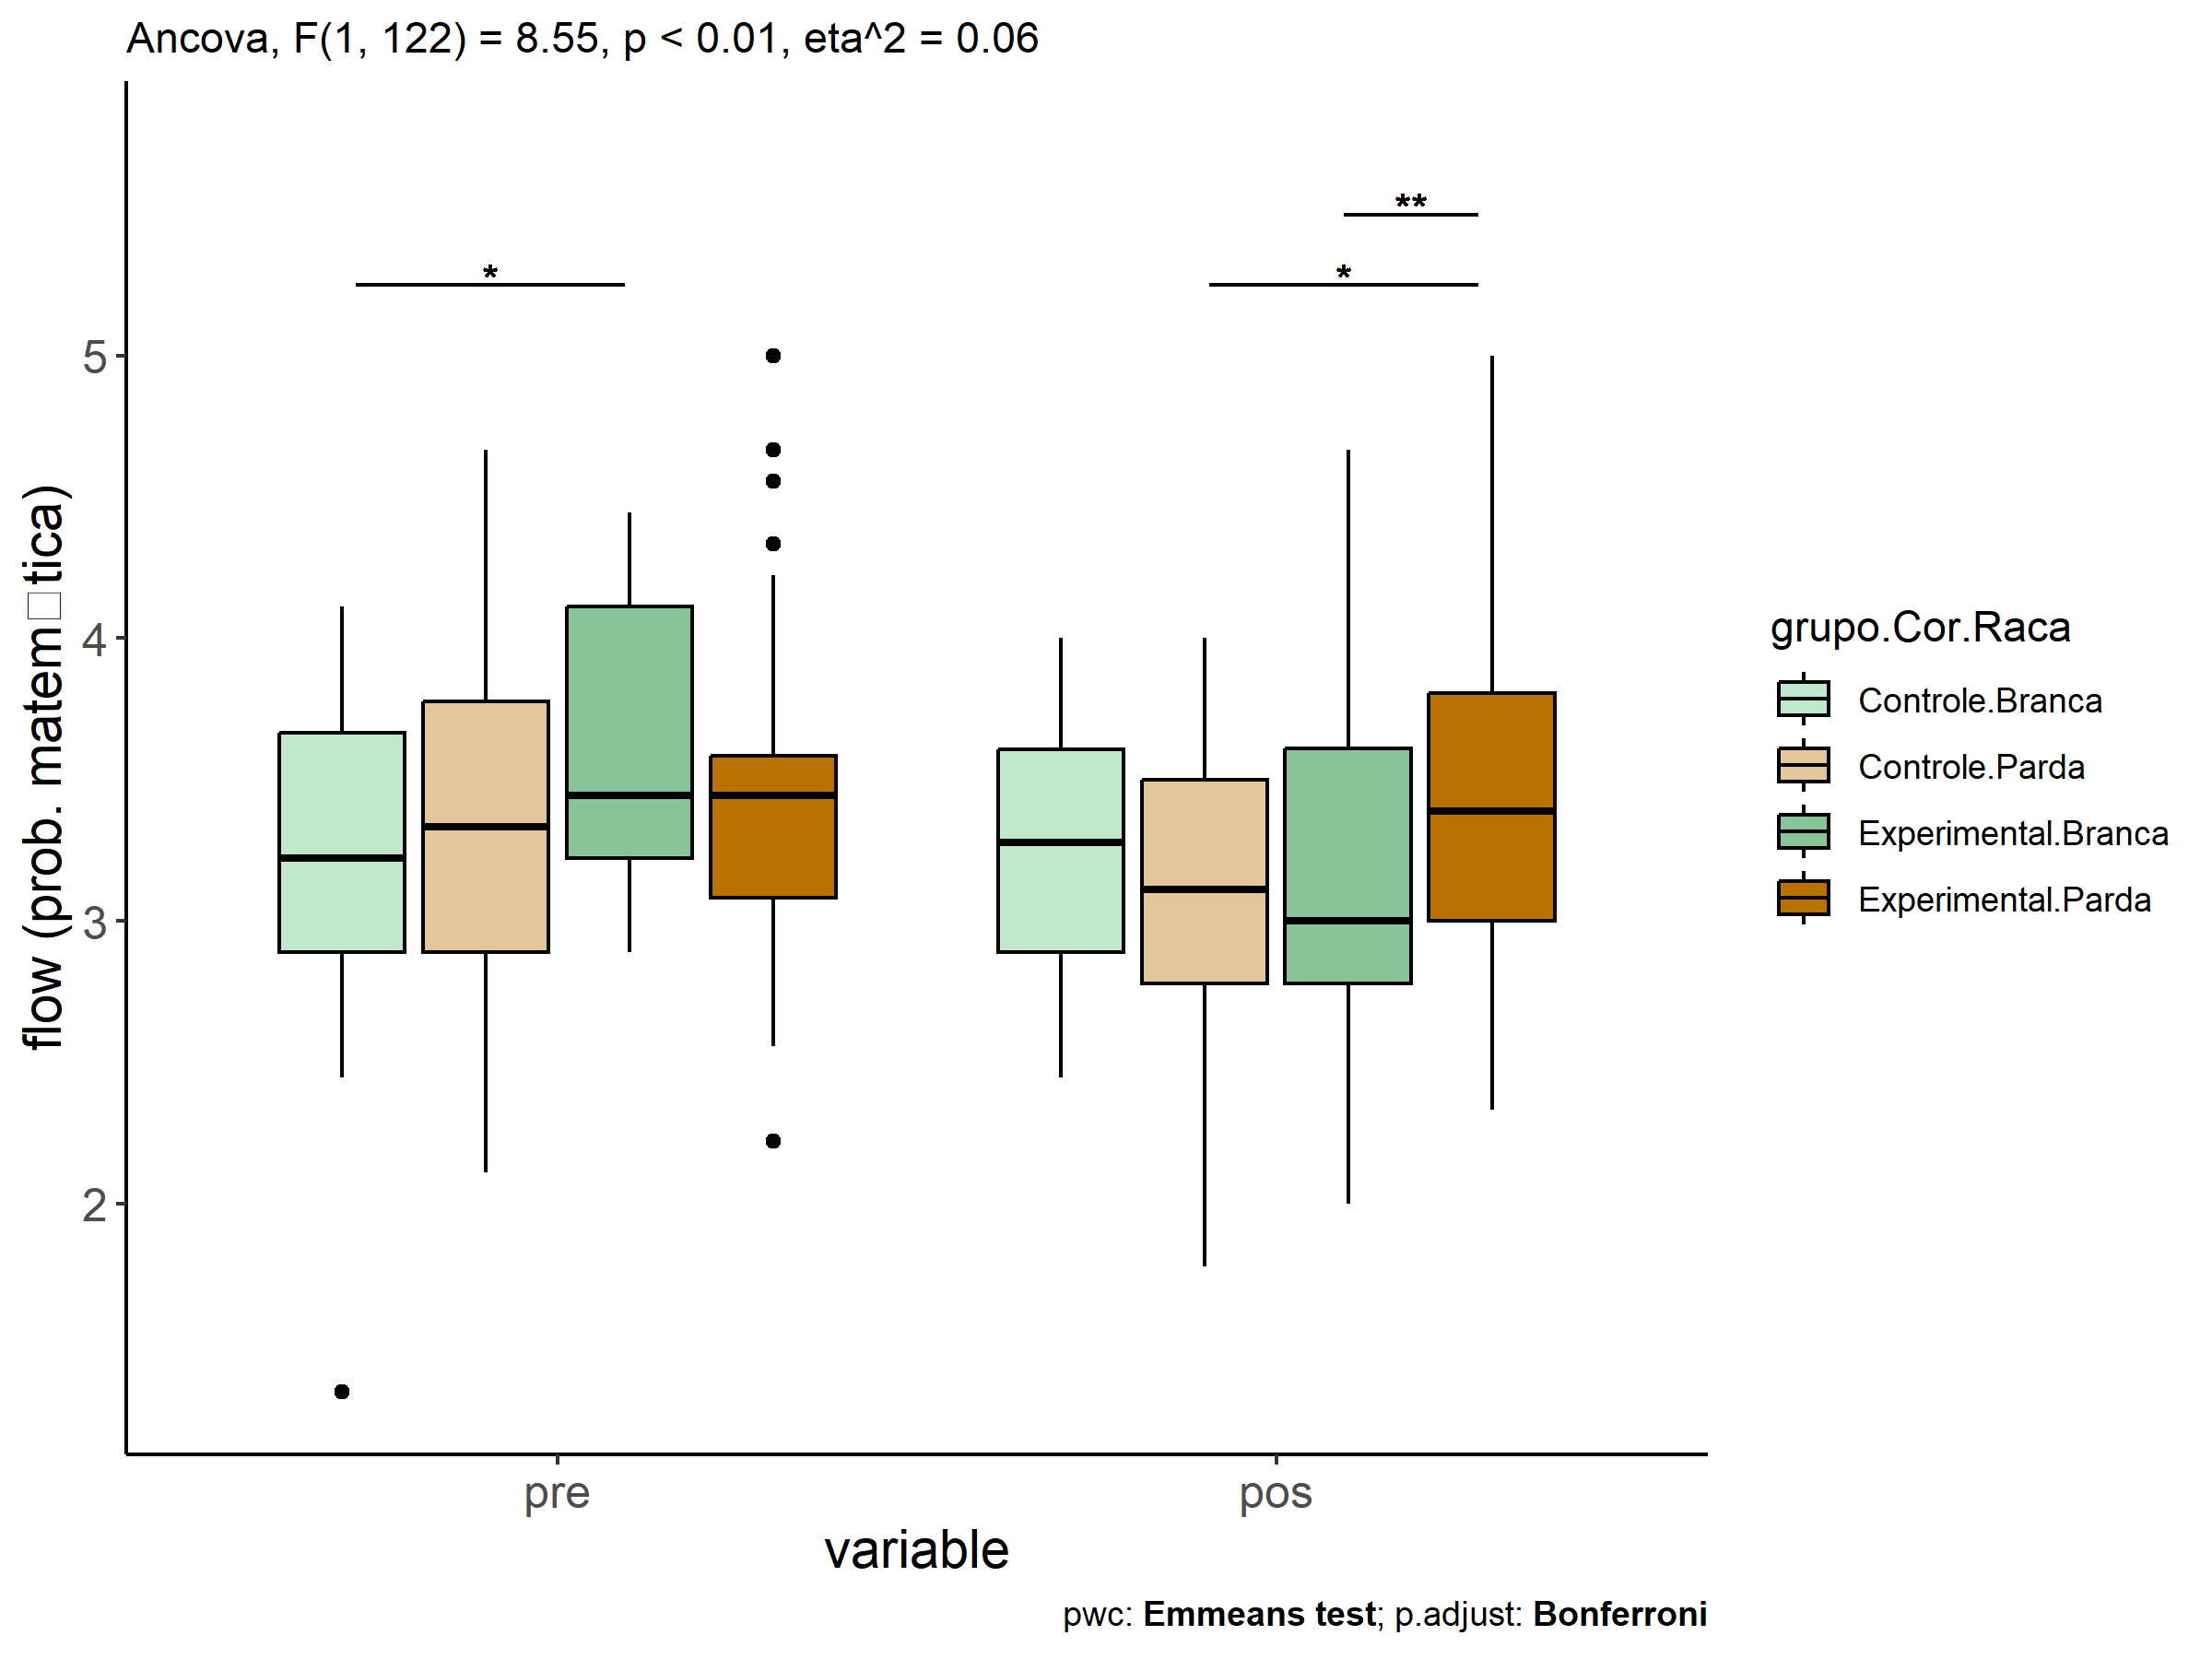 Ancova, F(1, 122) = 8.55, p < 0.01, eta^2 = 0.06
flow (prob. matem□tica)
5
4
3
2
*
*
**
pre
pos
variable
grupo.Cor.Raca
Controle.Branca
Controle.Parda
Experimental.Branca
Experimental.Parda
pwc: Emmeans test; p.adjust: Bonferroni